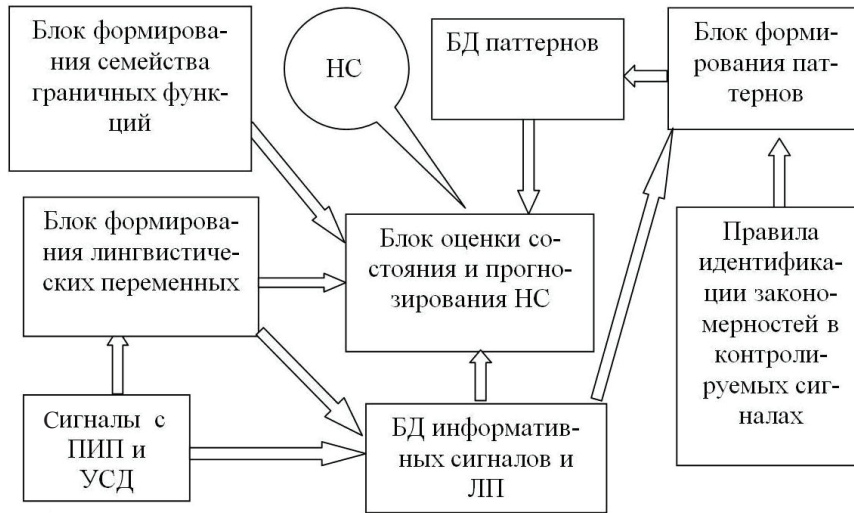 Блок формирова-
ния семейства
граничных функ-
ций
НС
БД паттернов
Блок форми-
рования пат-
тернов
Блок формирова-
ния лингвистиче-
ских переменных
Блок оценки со-
стояния и прогно-
зирования НС
Правила
идентифика-
ции законо-
мерностей в
контролиру-
емых сиг-
налах
Сигналы с
ПИП и
УСД
БД информатив-
ных сигналов и
ЛП